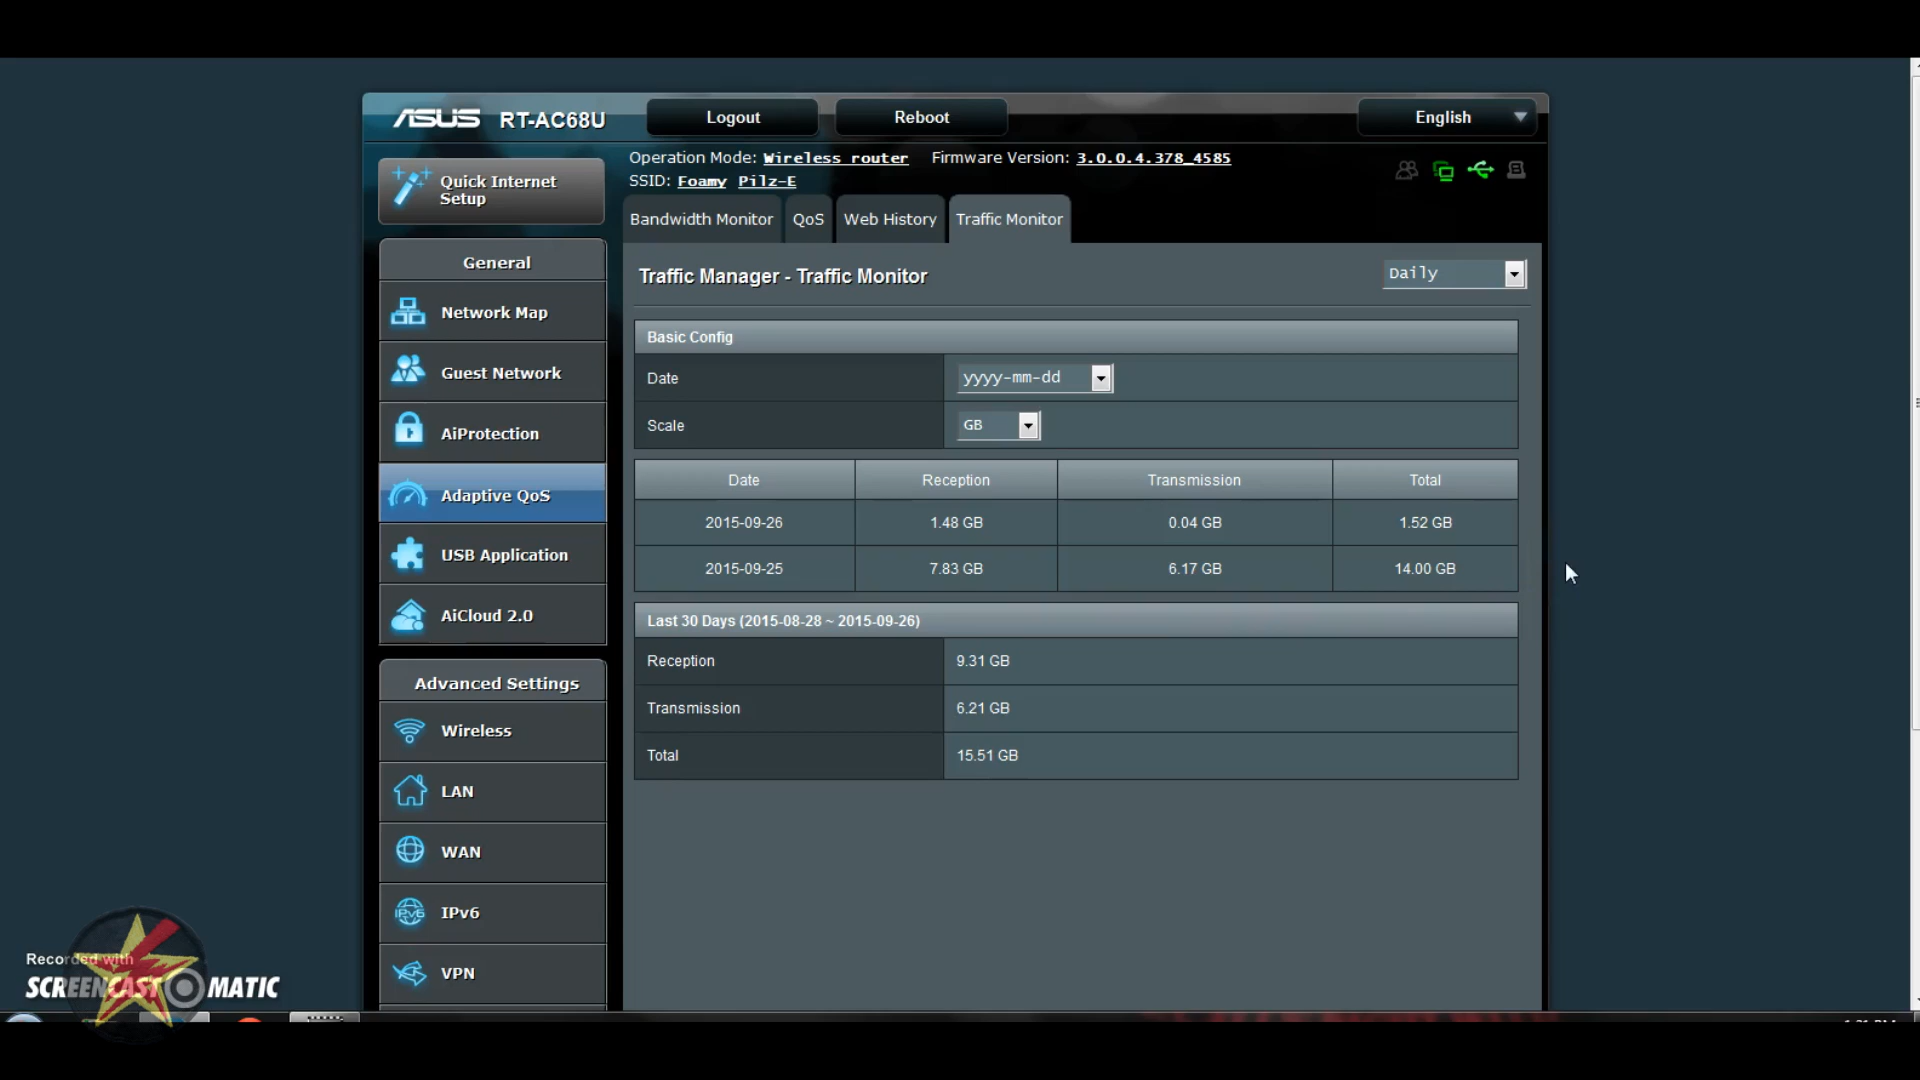 ASUS RT-AC68U Logout Reboot English
Operation Mode: Wireless router Firmware Version: 3.0.0.4.378_4585
SSID: Foamy Pilz-E
Quick Internet
Setup
General
Network Map
Guest Network
AiProtection
Adaptive QoS
USB Application
AiCloud 2.0
Advanced Settings
Wireless
LAN
WAN
IPv6
VPN
Bandwidth Monitor QoS Web History Traffic Monitor
Traffic Manager - Traffic Monitor Daily
Basic Config
Date yyyy-mm-dd
Scale GB
Date Reception Transmission Total
2015-09-26 1.48 GB 0.04 GB 1.52 GB
2015-09-25 7.83 GB 6.17 GB 14.00 GB
Last 30 Days (2015-08-28 ~ 2015-09-26)
Reception 9.31 GB
Transmission 6.21 GB
Total 15.51 GB
Recorded with
SCREENCAST MATIC